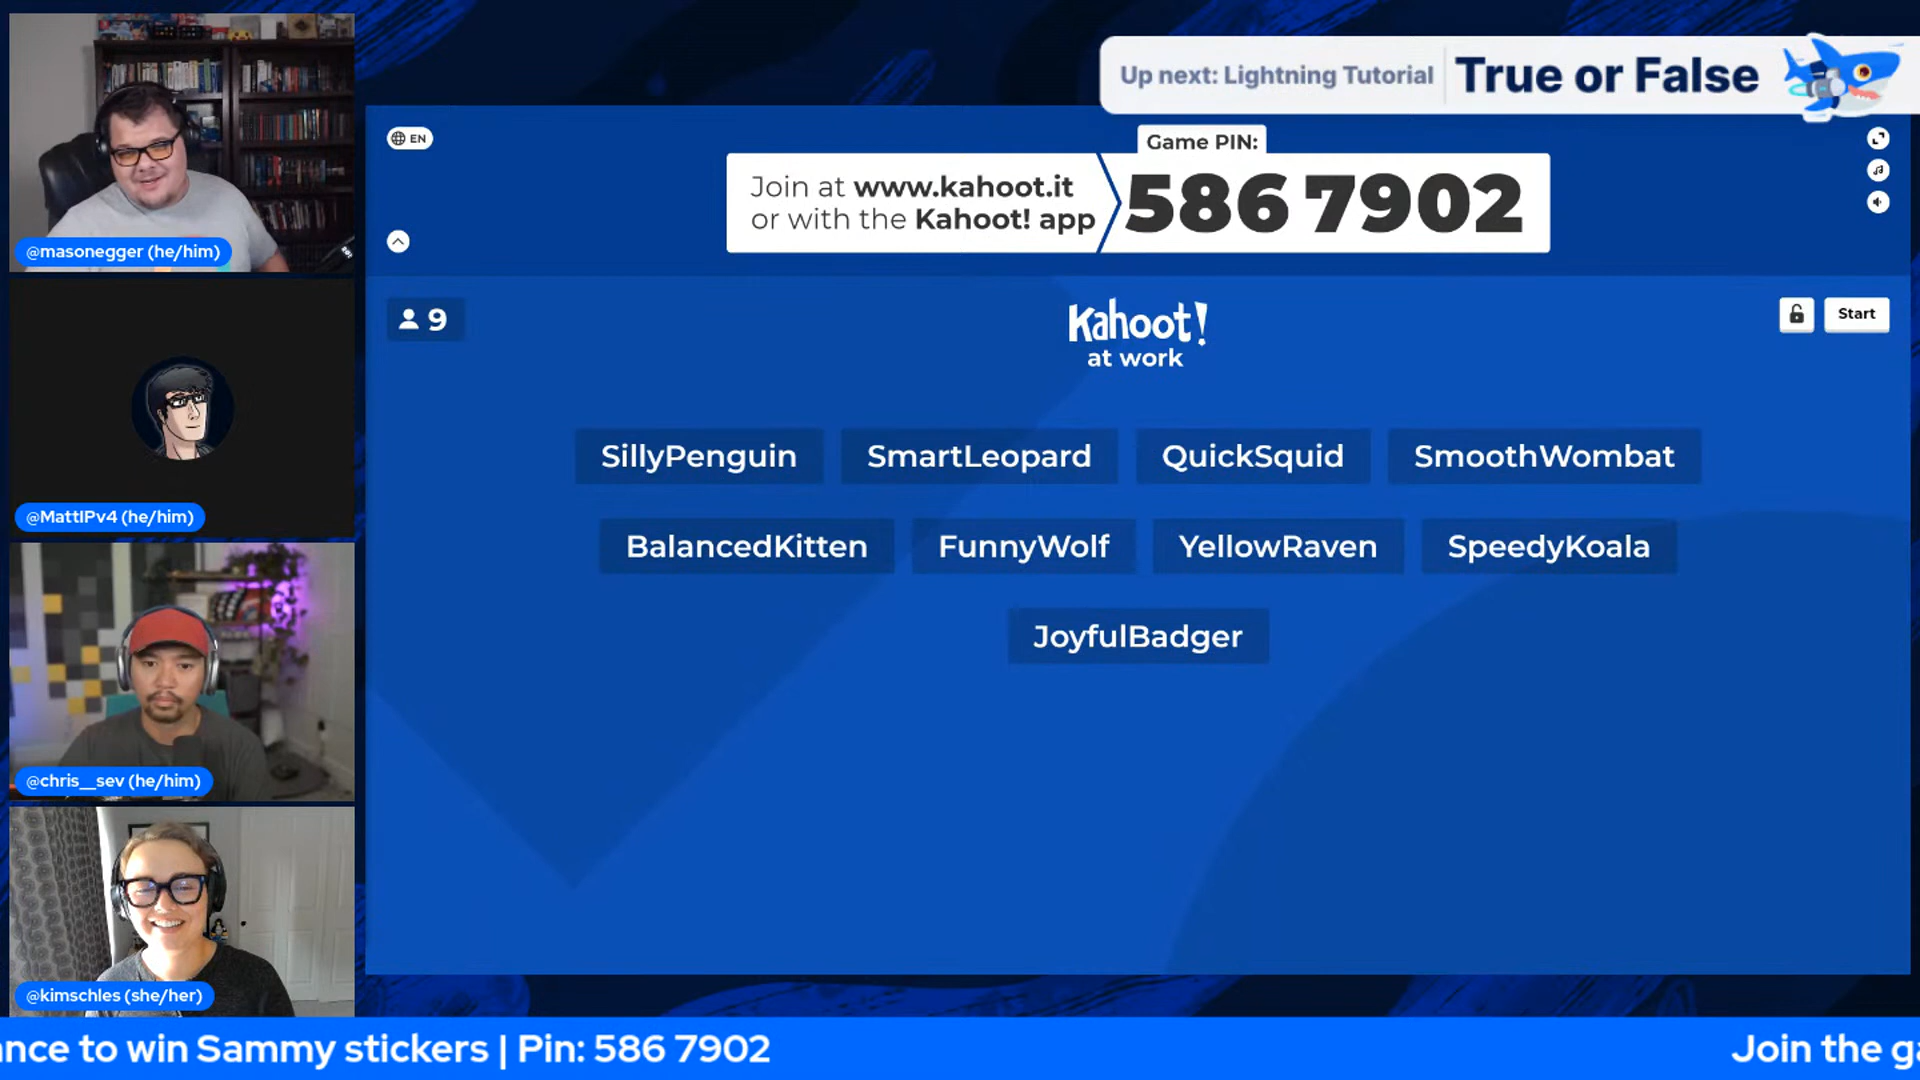 Up next: Lightning Tutorial
True or False
EN
Game PIN:
Join at www.kahoot.it
or with the Kahoot! app
586 7902
9
Kahoot!
at work
Start
SillyPenguin
SmartLeopard
QuickSquid
SmoothWombat
BalancedKitten
FunnyWolf
YellowRaven
SpeedyKoala
JoyfulBadger
@masonegger (he/him)
@MattIPv4 (he/him)
@chris__sev (he/him)
@kimschles (she/her)
ance to win Sammy stickers | Pin: 586 7902
Join the ga